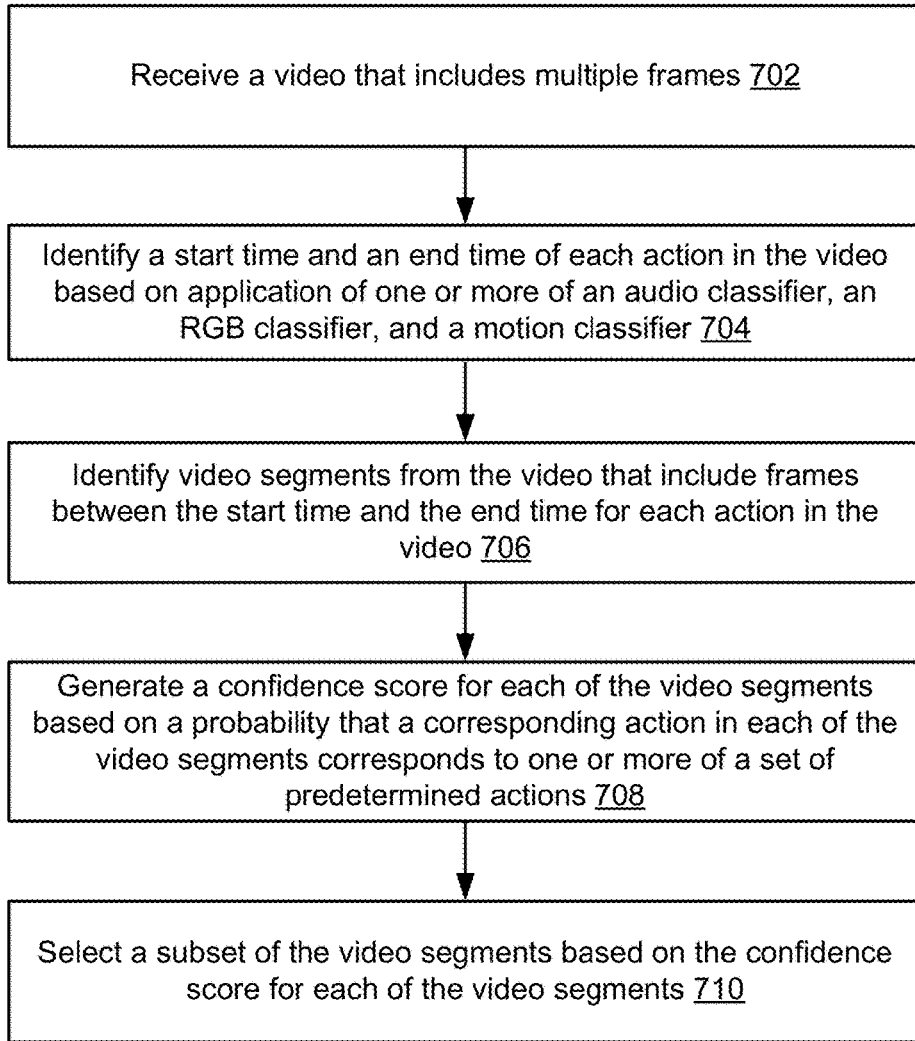 Receive a video that includes multiple frames 702
Identify a start time and an end time of each action in the video
based on application of one or more of an audio classifier, an
RGB classifier, and a motion classifier 704
Identify video segments from the video that include frames
between the start time and the end time for each action in the
video 706
Generate a confidence score for each of the video segments
based on a probability that a corresponding action in each of the
video segments corresponds to one or more of a set of
predetermined actions 708
Select a subset of the video segments based on the confidence
score for each of the video segments 710